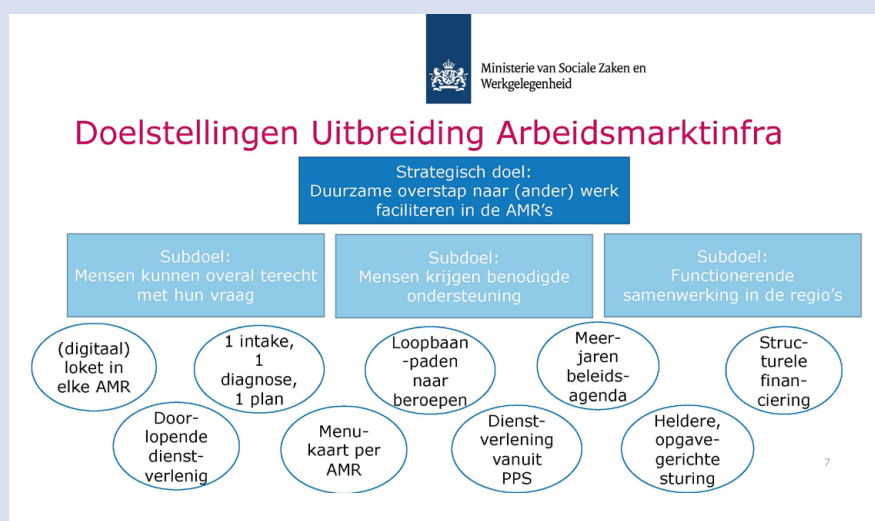 Ministerie van Sociale Zaken en
Werkgelegenheid
Doelstellingen Uitbreiding Arbeidsmarktinfra
Strategisch doel:
Duurzame overstap naar (ander) werk
faciliteren in de AMR's
Subdoel:
Mensen kunnen overal terecht
met hun vraag
Subdoel:
Mensen krijgen benodigde
ondersteuning
Subdoel:
Functionerende
samenwerking in de regio's
(digitaal)
loket in
elke AMR
1 intake,
1
diagnose,
1 plan
Loopbaan
-paden
naar
beroepen
Meer-
jaren
beleids-
agenda
Struc-
turele
finan-
ciering
Door-
lopende
dienst-
verlenig
Menu-
kaart per
AMR
Dienst-
verlening
vanuit
PPS
Heldere,
opgave-
gerichte
sturing
7